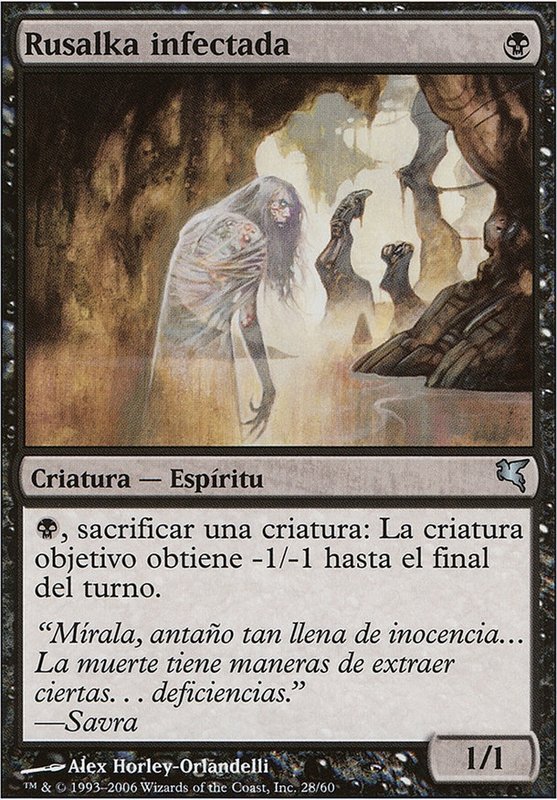 Rusalka infectada
Criatura — Espíritu
, sacrificar una criatura: La criatura
objetivo obtiene -1/-1 hasta el final
del turno.
“Mírala, antaño tan llena de inocencia…
La muerte tiene maneras de extraer
ciertas. . . deficiencias.”
—Savra
1/1
Alex Horley-Orlandelli
™ & © 1993–2006 Wizards of the Coast, Inc. 28/60